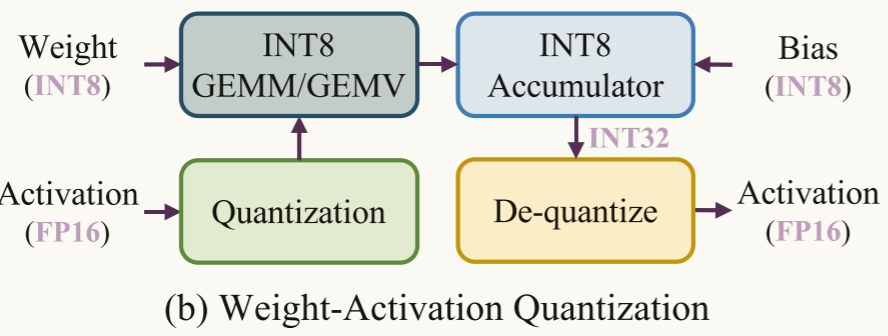 Weight
(INT8)
INT8
GEMM/GEMV
INT8
Accumulator
Bias
(INT8)
INT32
Activation
(FP16)
Quantization
De-quantize
Activation
(FP16)
(b) Weight-Activation Quantization